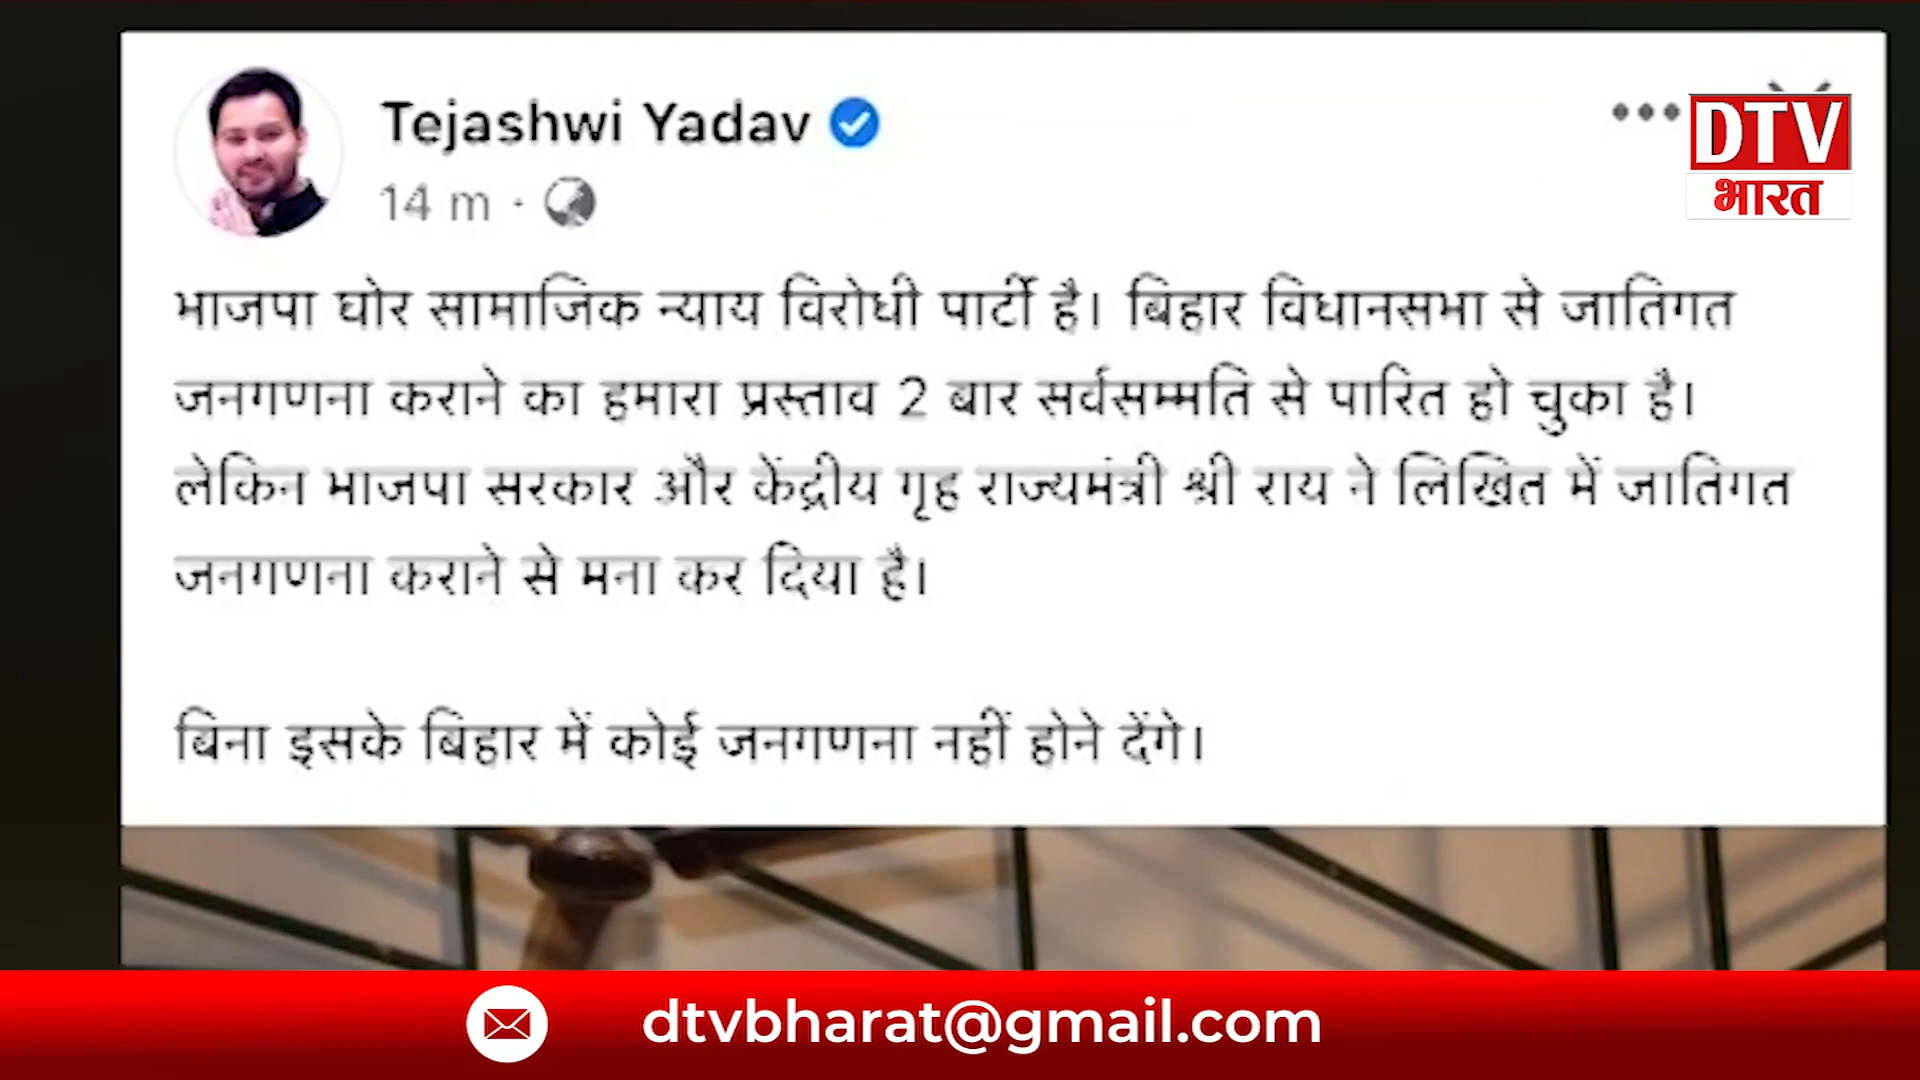 Tejashwi Yadav
14 m
DTV
भारत
भाजपा घोर सामाजिक न्याय विरोधी पार्टी है। बिहार विधानसभा से जातिगत
जनगणना कराने का हमारा प्रस्ताव 2 बार सर्वसम्मति से पारित हो चुका है।
लेकिन भाजपा सरकार और केंद्रीय गृह राज्यमंत्री श्री राय ने लिखित में जातिगत
जनगणना कराने से मना कर दिया है।
बिना इसके बिहार में कोई जनगणना नहीं होने देंगे।
dtvbharat@gmail.com